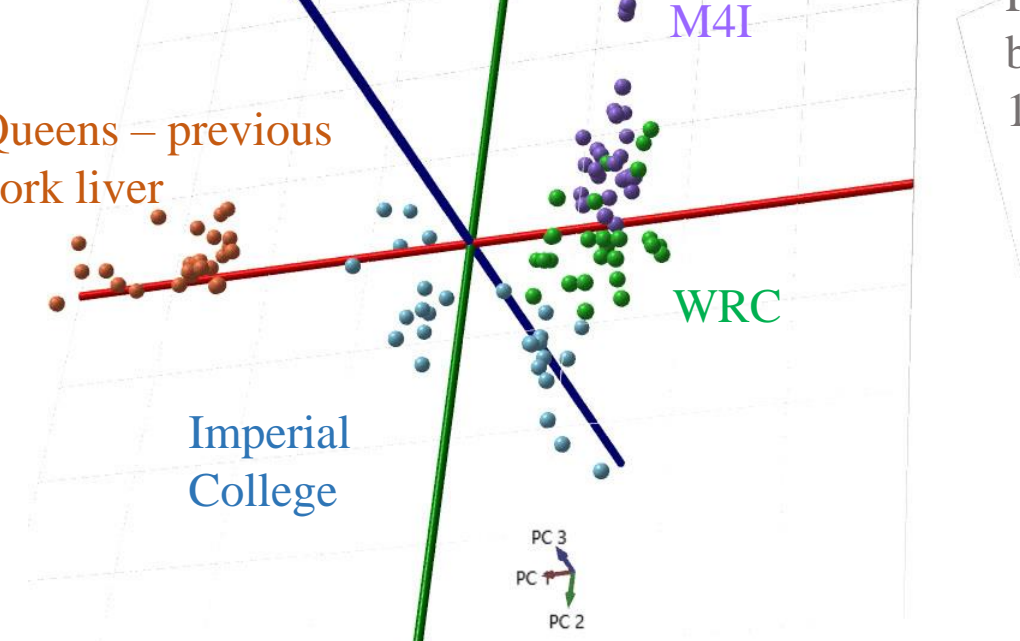 M4I
Queens – previous
ork liver
WRC
Imperial
College
PC 3
PC 1
PC 2